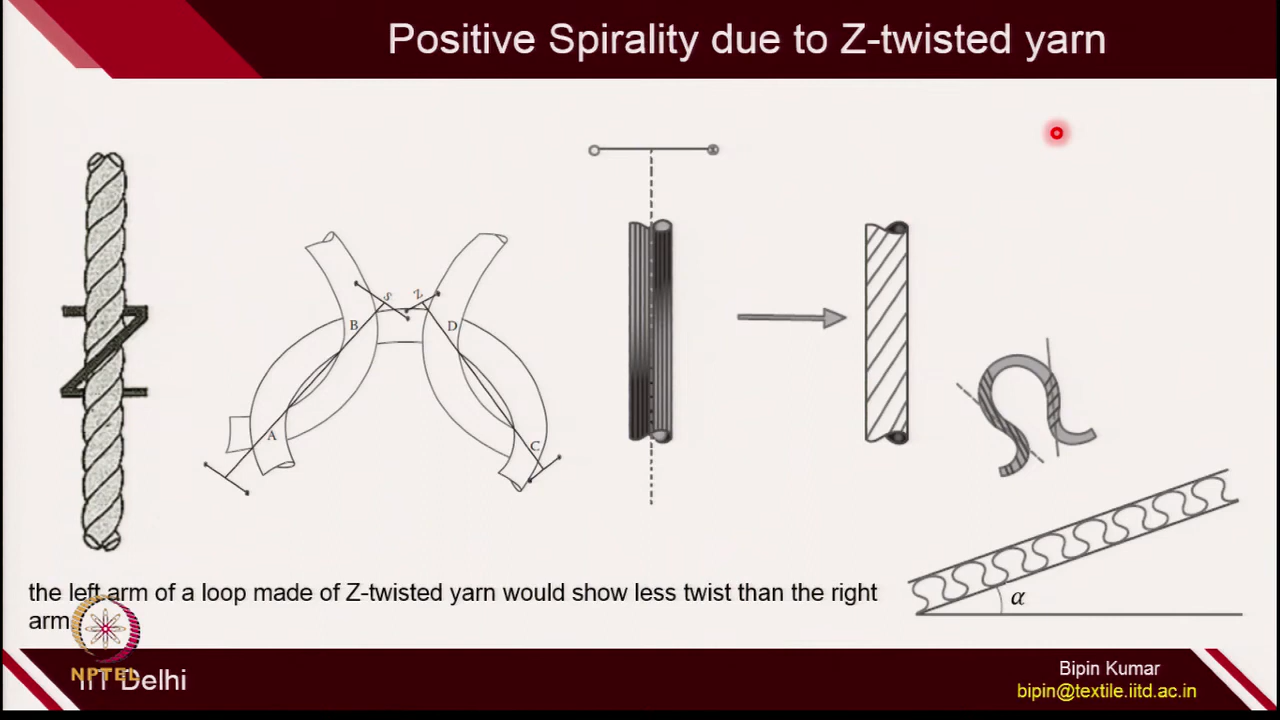 Positive Spirality due to Z-twisted yarn
S
Z
B
D
A
C
α
the left arm of a loop made of Z-twisted yarn would show less twist than the right
arm
NPTEL
IIT Delhi
Bipin Kumar
bipin@textile.iitd.ac.in